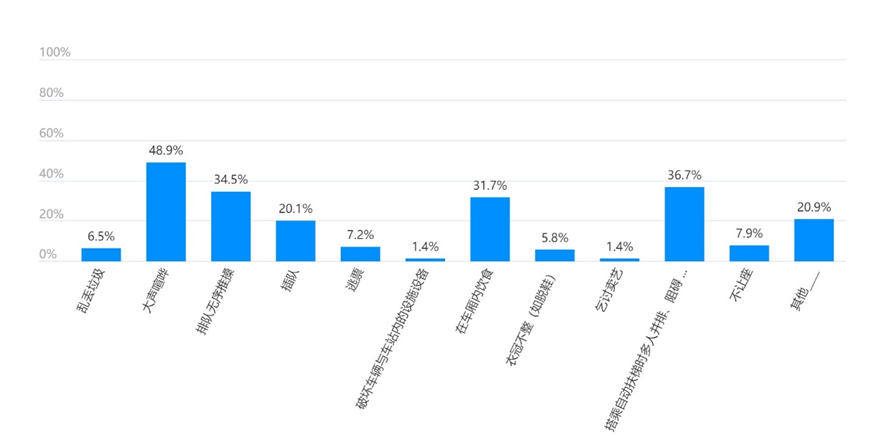 100%
80%
60%
40%
20%
0%
6.5%
48.9%
34.5%
20.1%
7.2%
1.4%
31.7%
5.8%
1.4%
36.7%
7.9%
20.9%
乱丢垃圾
大声喧哗
排队无序推搡
插队
逃票
破坏车辆与车站内的设施设备
在车厢内饮食
衣冠不整（如脱鞋）
乞讨卖艺
搭乘自动扶梯时多人并排、阻碍 ...
不让座
其他___